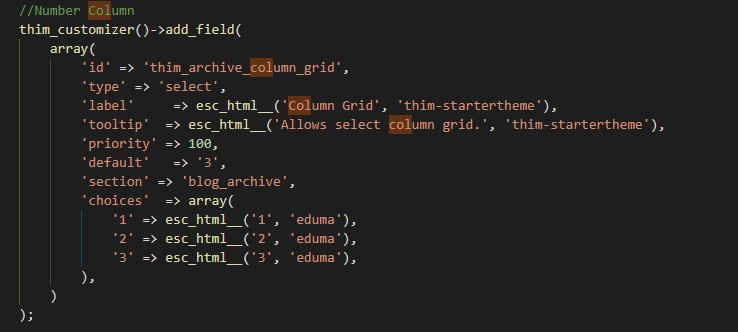 //Number Column
thim_customizer()->add_field(
array(
'id' => 'thim_archive_column_grid',
'type' => 'select',
'label' => esc_html__('Column Grid', 'thim-startertheme'),
'tooltip' => esc_html__('Allows select column grid.', 'thim-startertheme'),
'priority' => 100,
'default' => '3',
'section' => 'blog_archive',
'choices' => array(
'1' => esc_html__('1', 'eduma'),
'2' => esc_html__('2', 'eduma'),
'3' => esc_html__('3', 'eduma'),
),
)
);